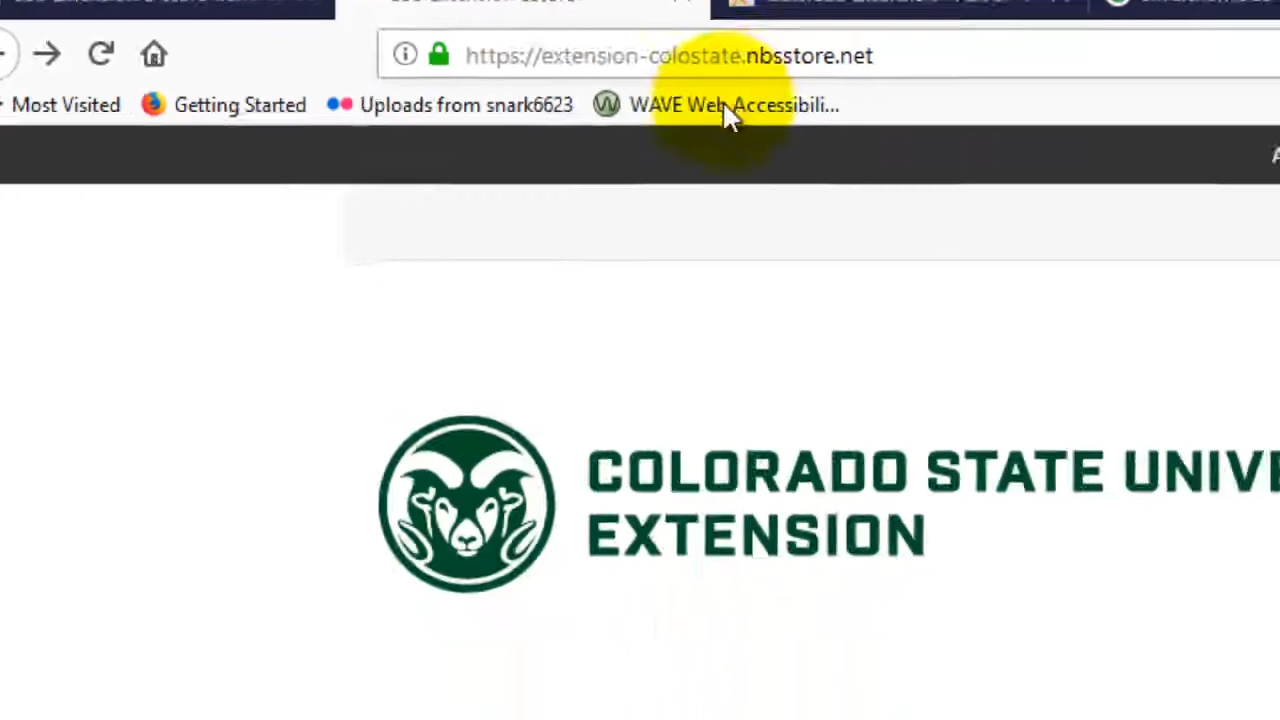 https://extension-colostate.nbsstore.net
Most Visited Getting Started Uploads from snark6623 WAVE Web Accessibili...
COLORADO STATE UNIVE
EXTENSION